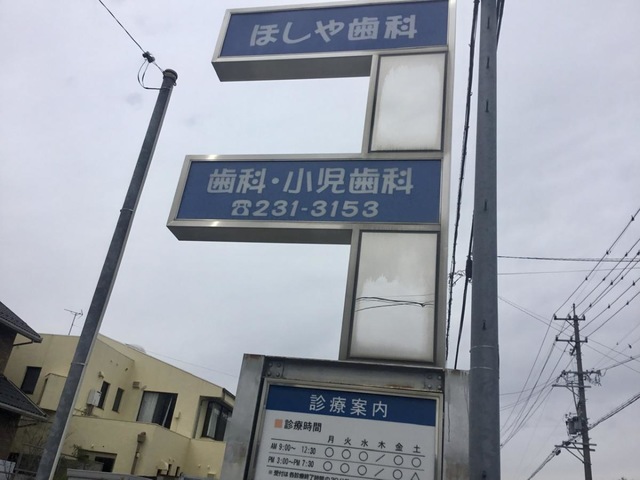 ほしや歯科
歯科・小児歯科
☎231-3153
診療案内
診療時間
月 火 水 木 金 土
AM 9:00~ 12:30 ○ ○ ○ / ○ ○
PM 3:00~PM 7:30 ○ ○ ○ / ○ △